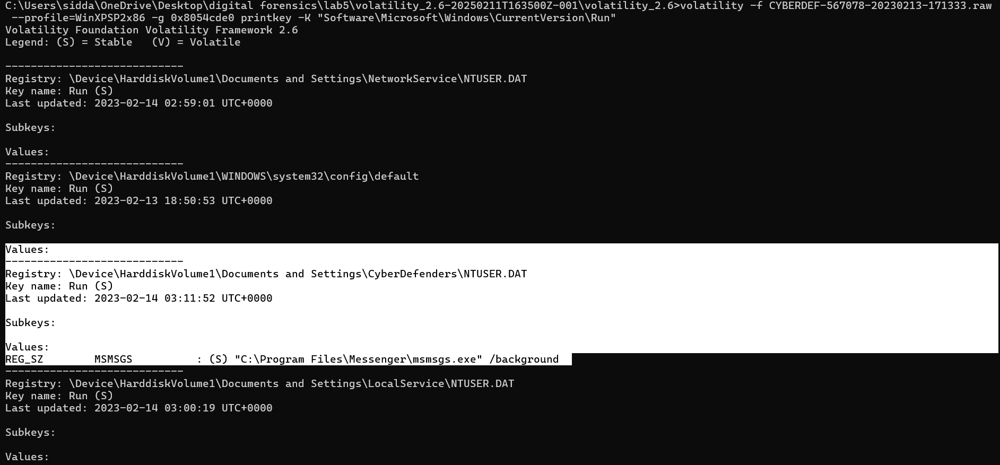 C:\Users\sidda\OneDrive\Desktop\digital forensics\lab5\volatility_2.6-20250211T163500Z-001\volatility_2.6>volatility -f CYBERDEF-567078-20230213-171333.raw
 --profile=WinXPSP2x86 -g 0x8054cde0 printkey -K "Software\Microsoft\Windows\CurrentVersion\Run"
Volatility Foundation Volatility Framework 2.6
Legend: (S) = Stable   (V) = Volatile

----------------------------
Registry: \Device\HarddiskVolume1\Documents and Settings\NetworkService\NTUSER.DAT
Key name: Run (S)
Last updated: 2023-02-14 02:59:01 UTC+0000

Subkeys:

Values:
----------------------------
Registry: \Device\HarddiskVolume1\WINDOWS\system32\config\default
Key name: Run (S)
Last updated: 2023-02-13 18:50:53 UTC+0000

Subkeys:

Values:
----------------------------
Registry: \Device\HarddiskVolume1\Documents and Settings\CyberDefenders\NTUSER.DAT
Key name: Run (S)
Last updated: 2023-02-14 03:11:52 UTC+0000

Subkeys:

Values:
REG_SZ        MSMSGS          : (S) "C:\Program Files\Messenger\msmsgs.exe" /background
----------------------------
Registry: \Device\HarddiskVolume1\Documents and Settings\LocalService\NTUSER.DAT
Key name: Run (S)
Last updated: 2023-02-14 03:00:19 UTC+0000

Subkeys:

Values: